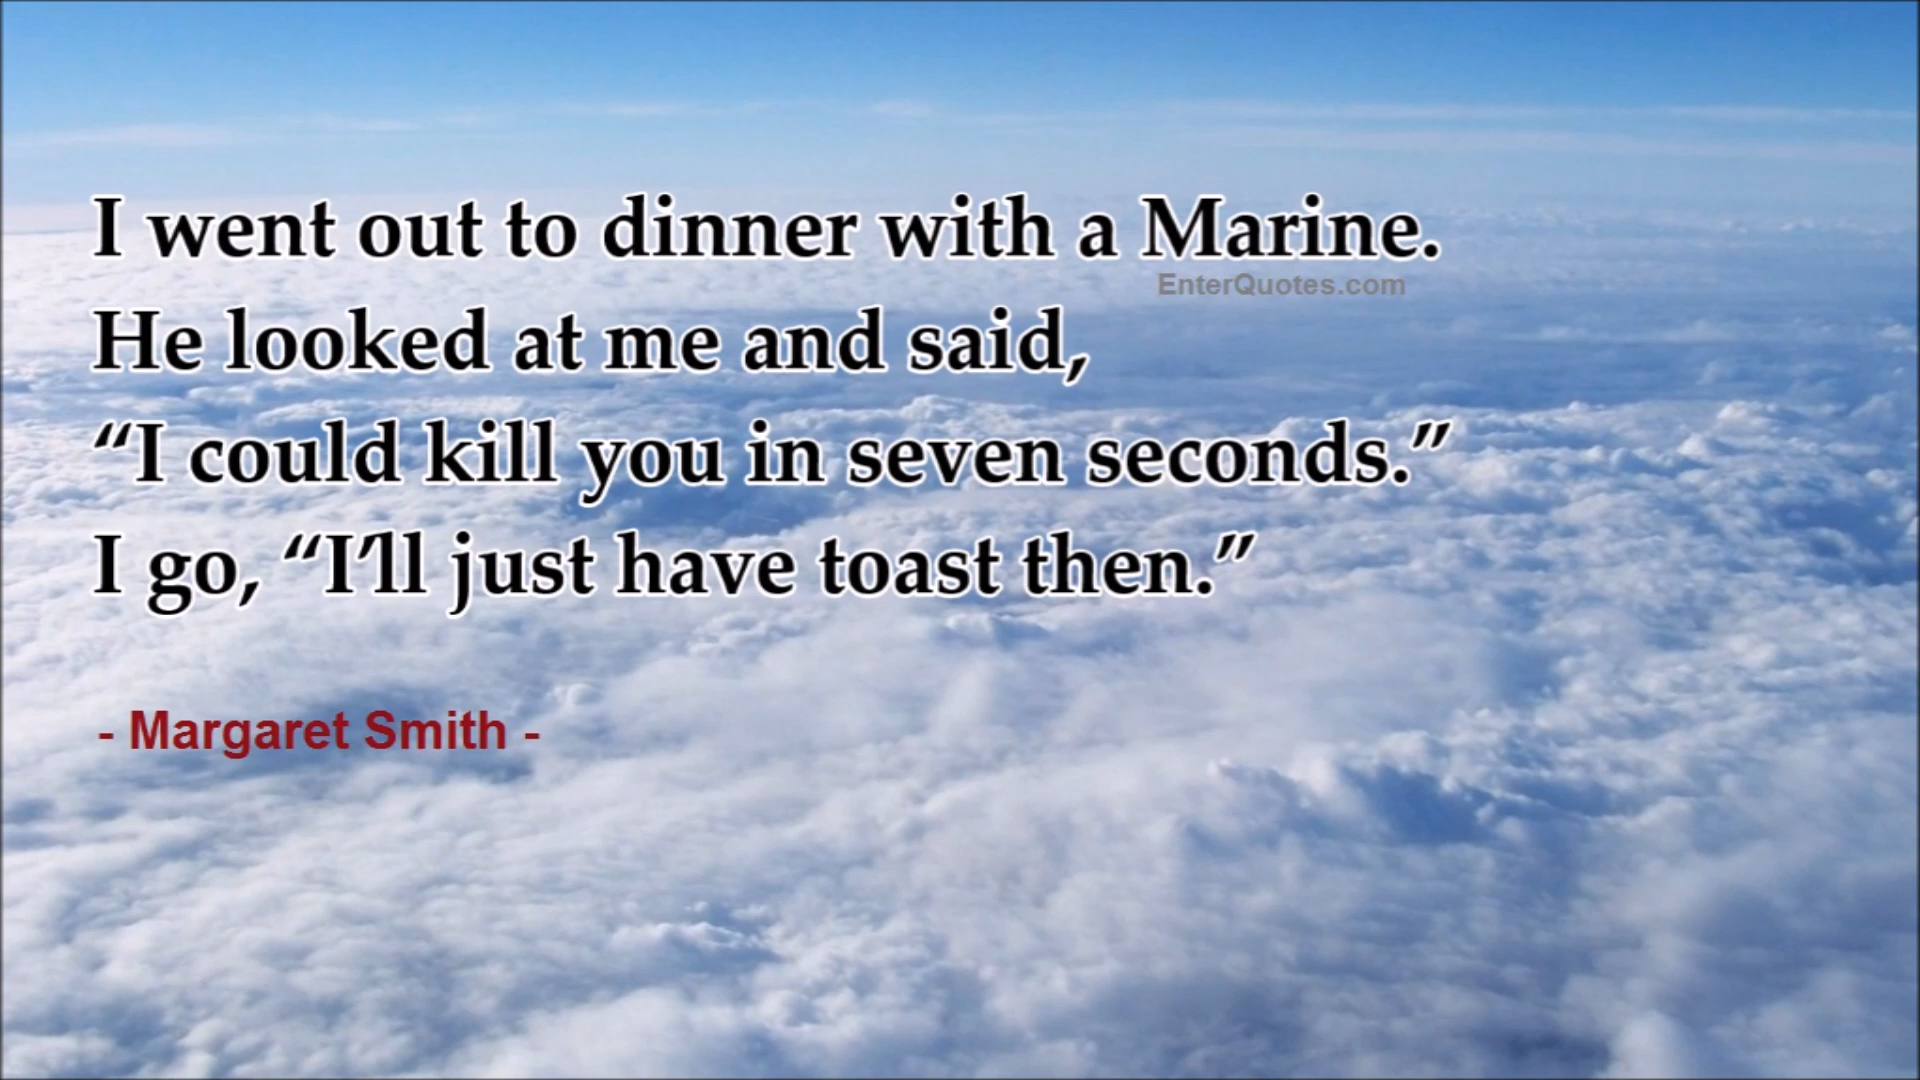 I went out to dinner with a Marine.
EnterQuotes.com
He looked at me and said,
“I could kill you in seven seconds.”
I go, “I’ll just have toast then.”
- Margaret Smith -